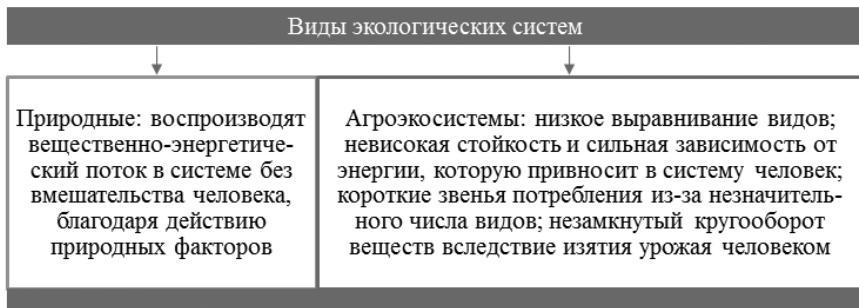 Виды экологических систем
Природные: воспроизводят
вещественно-энергетичес-
кий поток в системе без
вмешательства человека,
благодаря действию
природных факторов
Агроэкосистемы: низкое выравнивание видов;
невысокая стойкость и сильная зависимость от
энергии, которую привносит в систему человек;
короткие звенья потребления из-за незначитель-
ного числа видов; незамкнутый кругооборот
веществ вследствие изятия урожая человеком